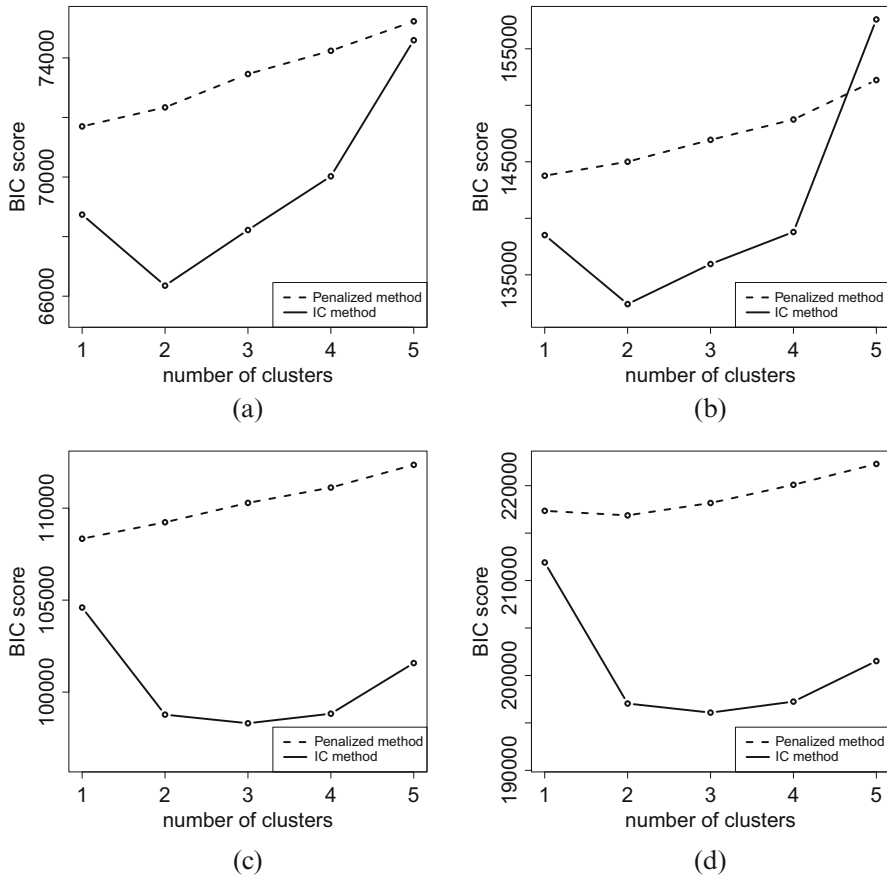 BIC score
66000 70000 74000
Penalized method
IC method
1 2 3 4 5
number of clusters
(a)
BIC score
135000 145000 155000
Penalized method
IC method
1 2 3 4 5
number of clusters
(b)
BIC score
100000 105000 110000
Penalized method
IC method
1 2 3 4 5
number of clusters
(c)
BIC score
190000 200000 210000 220000
Penalized method
IC method
1 2 3 4 5
number of clusters
(d)